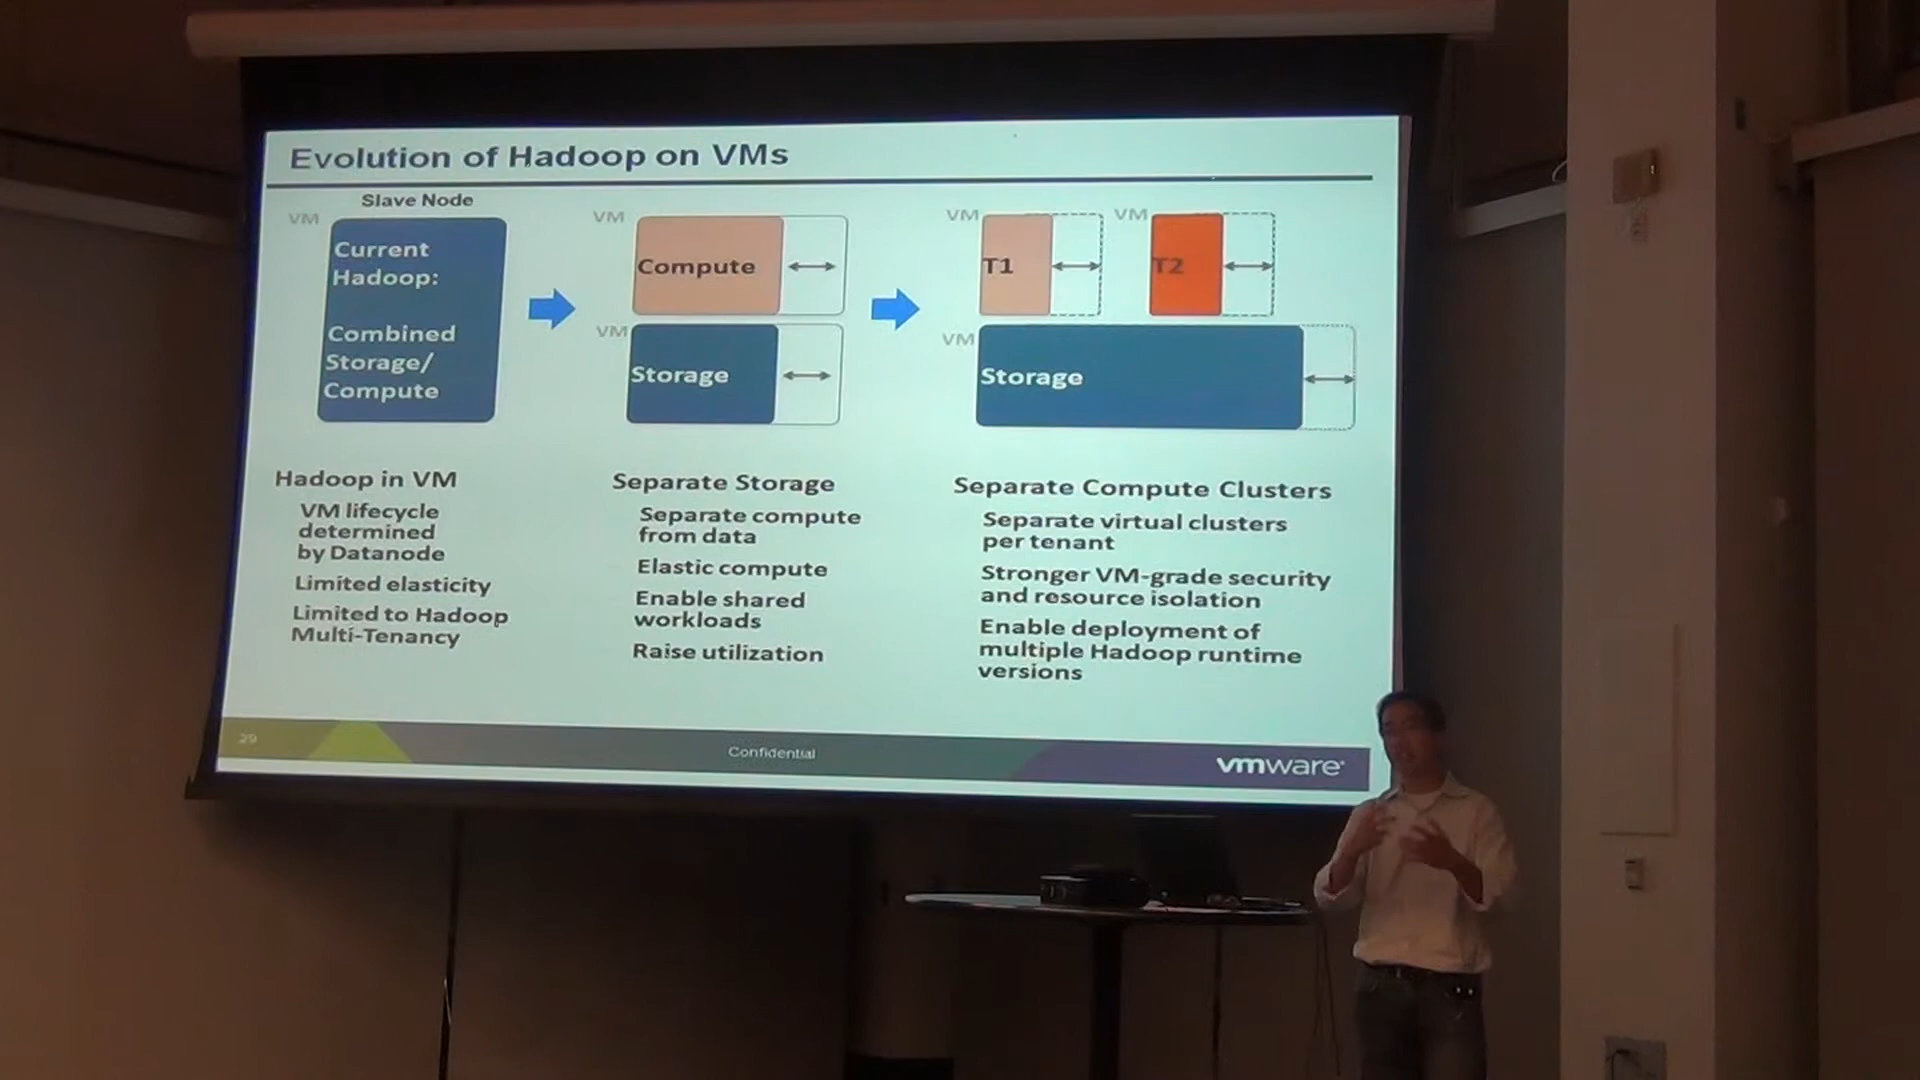 Evolution of Hadoop on VMs
Slave Node
VM
Current
Hadoop:
Combined
Storage/
Compute
VM
Compute
VM
Storage
VM
T1
VM
T2
VM
Storage
Hadoop in VM
VM lifecycle
determined
by Datanode
Limited elasticity
Limited to Hadoop
Multi-Tenancy
Separate Storage
Separate compute
from data
Elastic compute
Enable shared
workloads
Raise utilization
Separate Compute Clusters
Separate virtual clusters
per tenant
Stronger VM-grade security
and resource isolation
Enable deployment of
multiple Hadoop runtime
versions
29
Confidential
vmware